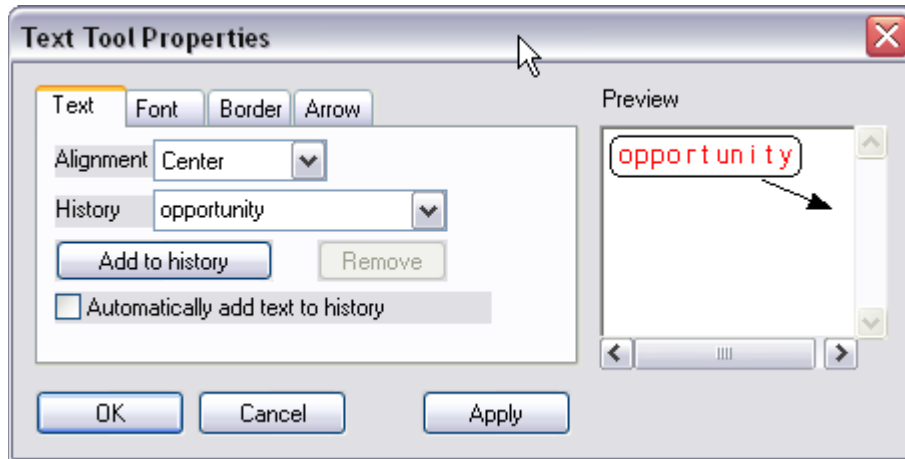 Text Tool Properties
Text Font Border Arrow
Preview
Alignment Center
opportunity
History opportunity
Add to history Remove
Automatically add text to history
OK Cancel Apply